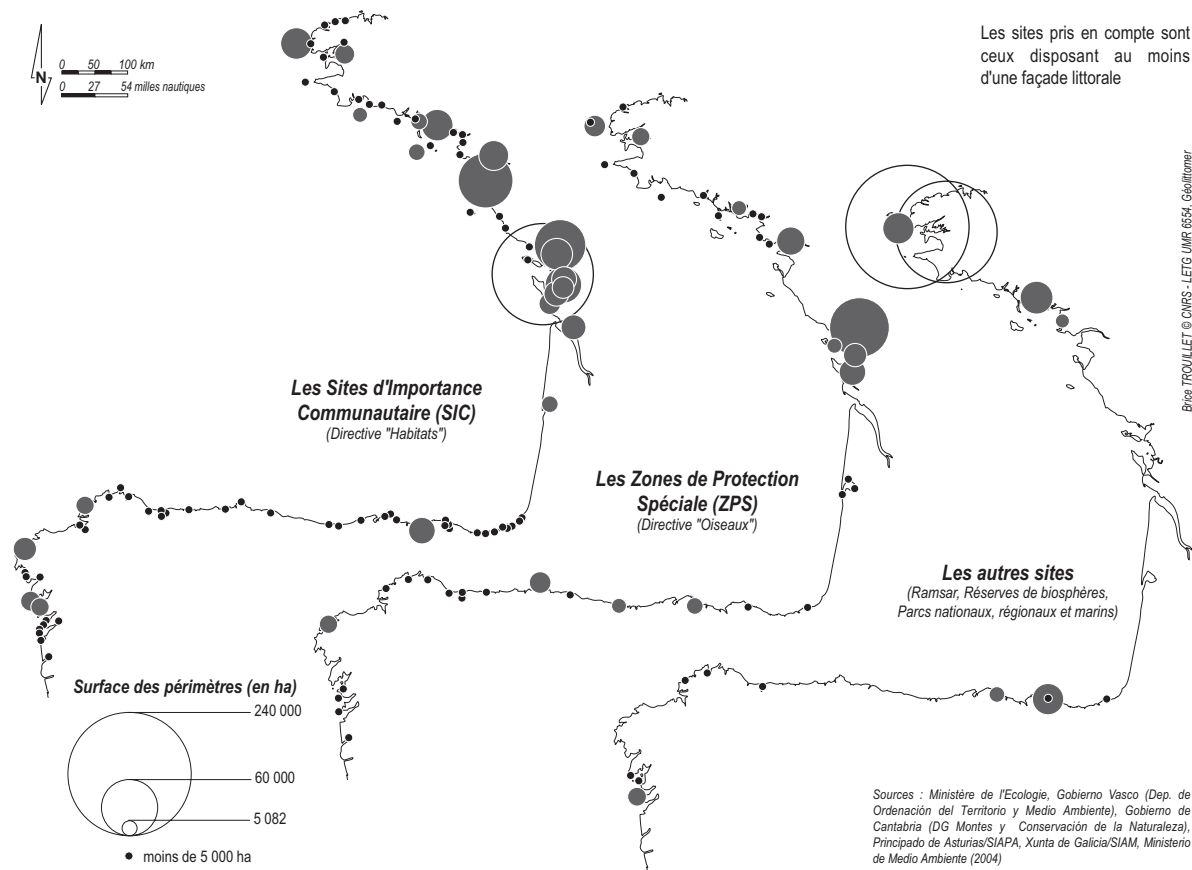 Les sites pris en compte sont
ceux disposant au moins
d'une façade littorale
N
0 50 100 km
0 27 54 milles nautiques
Brice TROUILLET © CNRS - LETG UMR 6554. Géolittomer
Les Sites d'Importance
Communautaire (SIC)
(Directive "Habitats")
Les Zones de Protection
Spéciale (ZPS)
(Directive "Oiseaux")
Les autres sites
(Ramsar, Réserves de biosphères,
Parcs nationaux, régionaux et marins)
Surface des périmètres (en ha)
240 000
60 000
5 082
moins de 5 000 ha
Sources : Ministère de l'Ecologie, Gobierno Vasco (Dep. de
Ordenación del Territorio y Medio Ambiente), Gobierno de
Cantabria (DG Montes y Conservación de la Naturaleza),
Principado de Asturias/SIAPA, Xunta de Galicia/SIAM, Ministerio
de Medio Ambiente (2004)